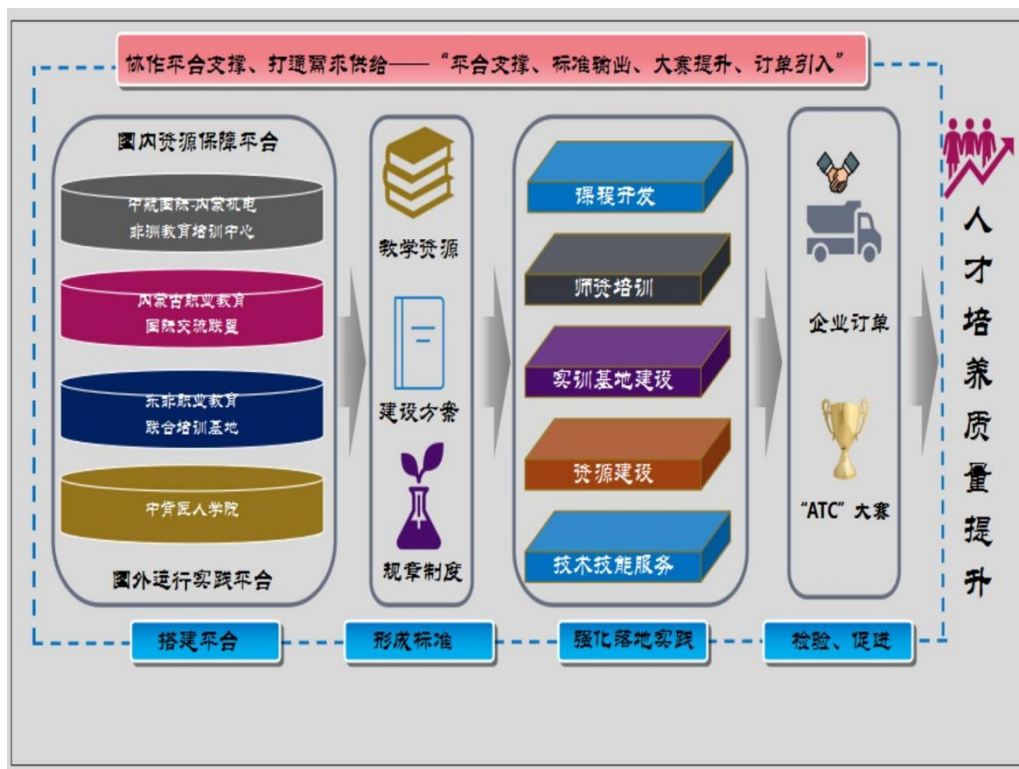 协作平台支撑、打通需求供给——“平台支撑、标准输出、大赛提升、订单引入”
国内资源保障平台
中航国际-内蒙机电
非洲教育培训中心
内蒙古职业教育
国际交流联盟
东非职业教育
联合培训基地
中肯匠人学院
国外运行实践平台
搭建平台
教学资源
建设方案
规章制度
形成标准
课程开发
师资培训
实训基地建设
资源建设
技术技能服务
强化落地实践
企业订单
“ATC”大赛
检验、促进
人才培养质量提升